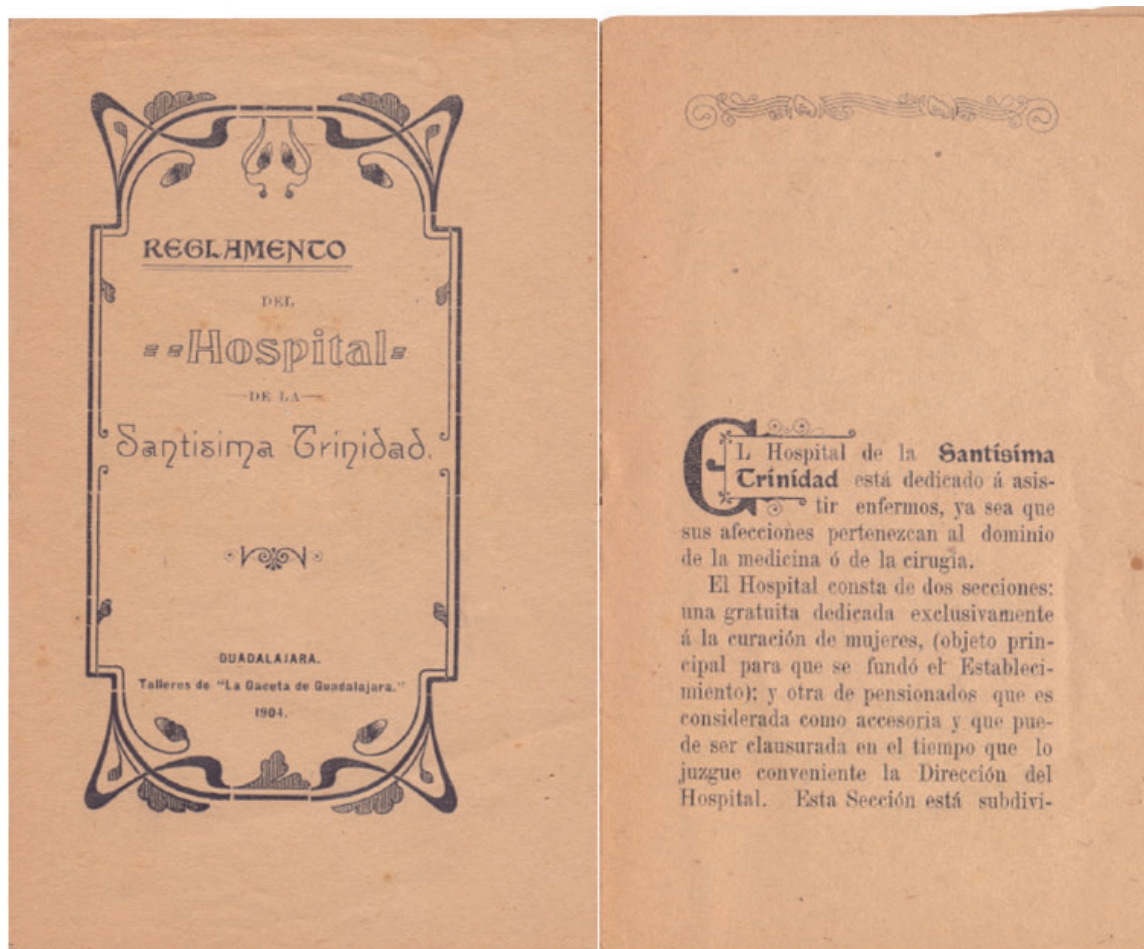 REGLAMENTO
DEL
Hospital
DE LA
Santisima Trinidad.
GUADALAJARA.
Talleres de "La Gaceta de Guadalajara."
1904.
EL Hospital de la Santísima
Trinidad está dedicado á asis-
tir enfermos, ya sea que
sus afecciones pertenezcan al dominio
de la medicina ó de la cirugía.
El Hospital consta de dos secciones:
una gratuita dedicada exclusivamente
á la curación de mujeres, (objeto prin-
cipal para que se fundó el Estableci-
miento); y otra de pensionados que es
considerada como accesoria y que pue-
de ser clausurada en el tiempo que lo
juzgue conveniente la Dirección del
Hospital. Esta Sección está subdivi-